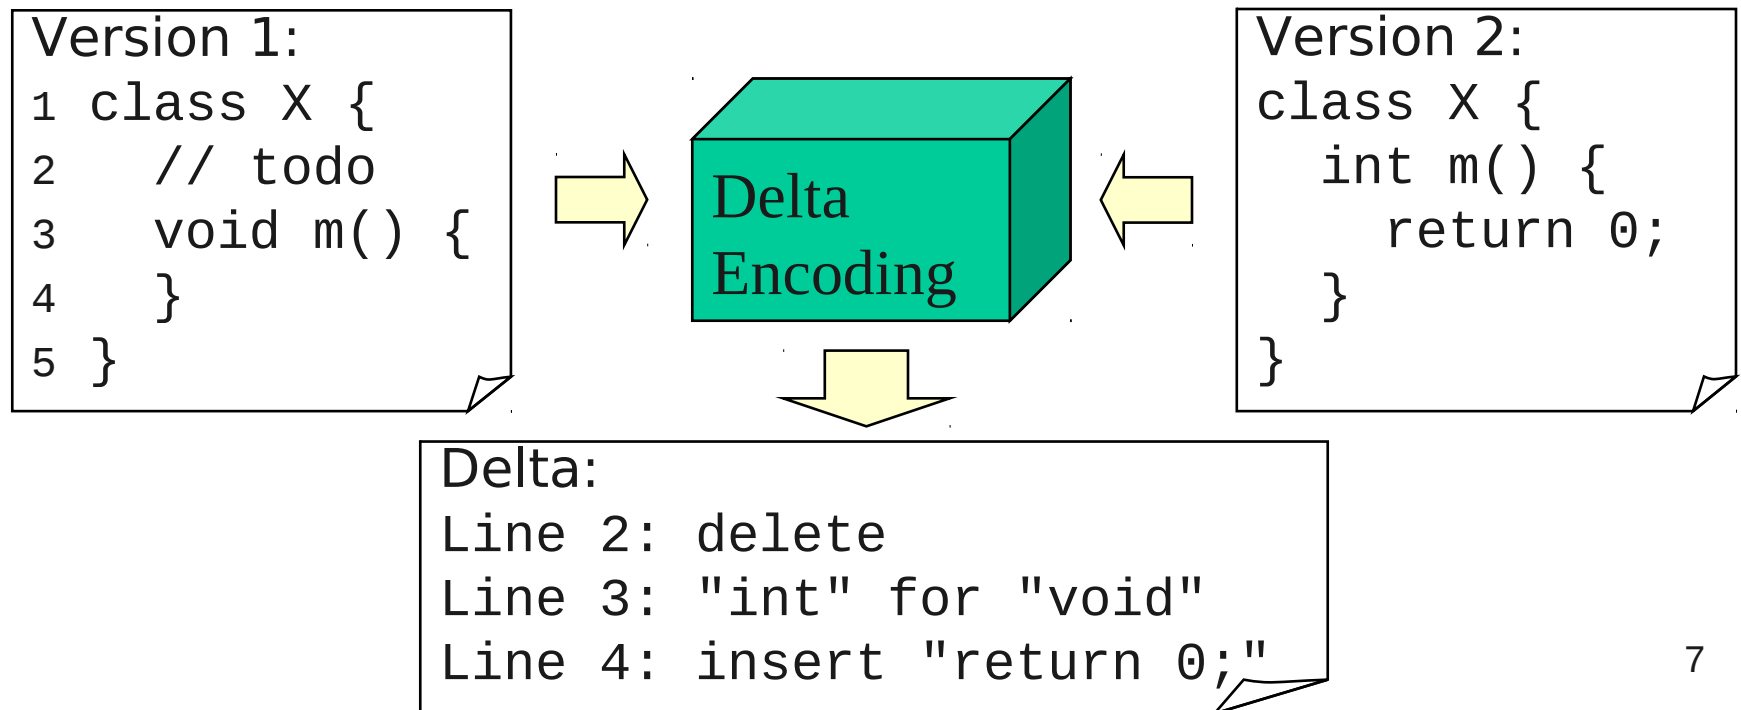 Version 1:
1 class X {
2   // todo
3   void m() {
4   }
5 }
Delta
Encoding
Version 2:
class X {
  int m() {
    return 0;
  }
}
Delta:
Line 2: delete
Line 3: "int" for "void"
Line 4: insert "return 0;"
7